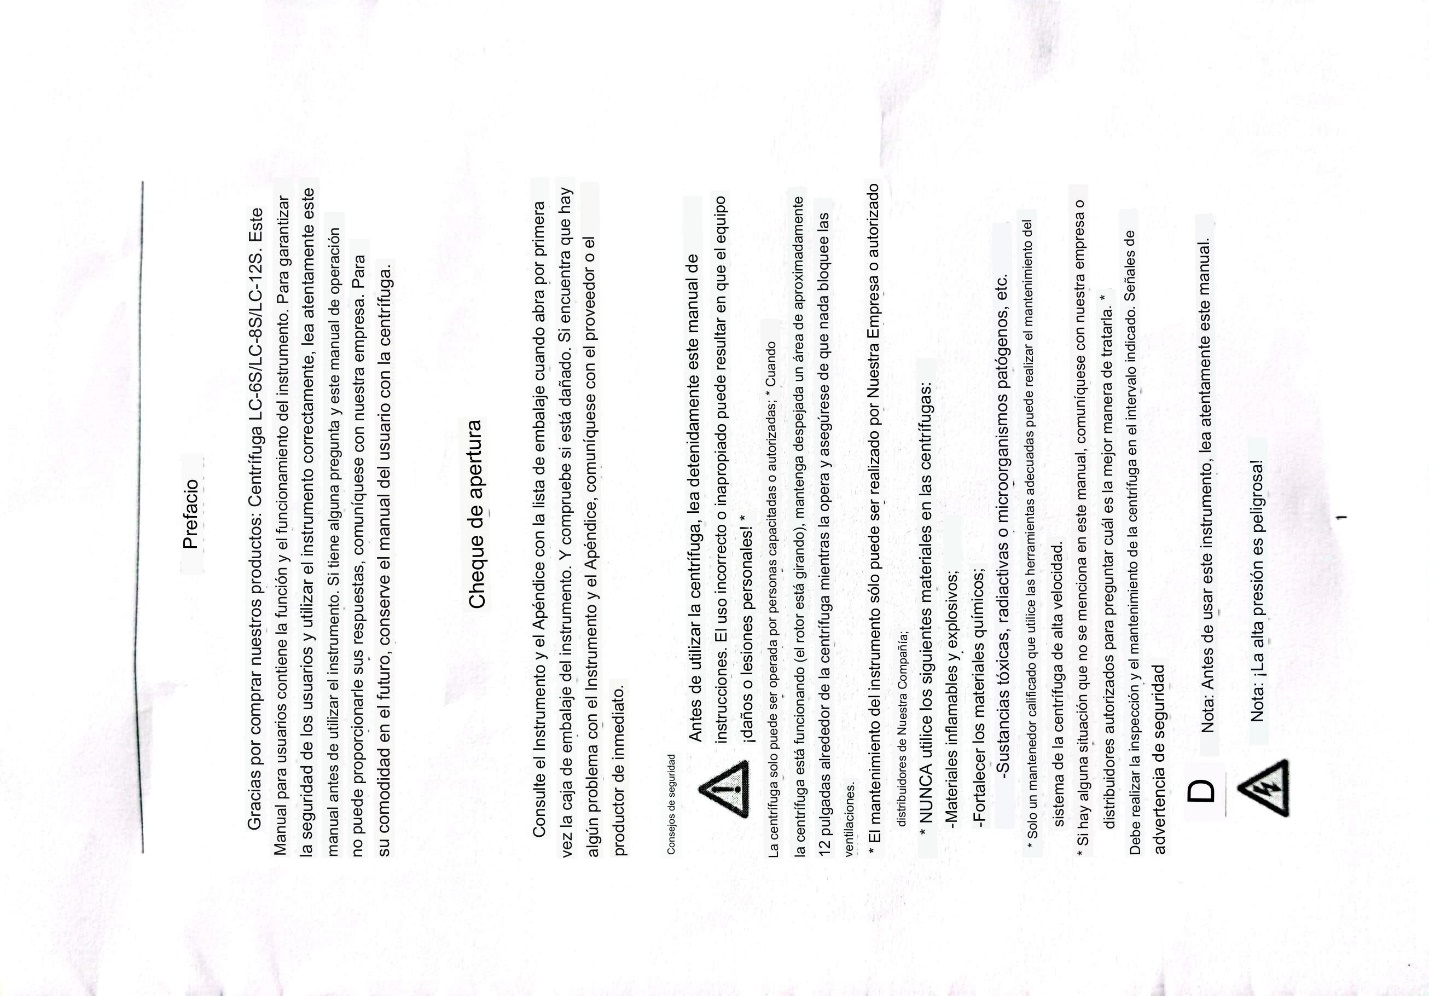 Prefacio
Gracias por comprar nuestros productos: Centrífuga LC-6S/LC-8S/LC-12S. Este
Manual para usuarios contiene la función y el funcionamiento del instrumento. Para garantizar
la seguridad de los usuarios y utilizar el instrumento correctamente, lea atentamente este
manual antes de utilizar el instrumento. Si tiene alguna pregunta y este manual de operación
no puede proporcionarle sus respuestas, comuníquese con nuestra empresa. Para
su comodidad en el futuro, conserve el manual del usuario con la centrífuga.
Cheque de apertura
Consulte el Instrumento y el Apéndice con la lista de embalaje cuando abra por primera
vez la caja de embalaje del instrumento. Y compruebe si está dañado. Si encuentra que hay
algún problema con el Instrumento y el Apéndice, comuníquese con el proveedor o el
productor de inmediato.
Consejos de seguridad
Antes de utilizar la centrífuga, lea detenidamente este manual de
instrucciones. El uso incorrecto o inapropiado puede resultar en que el equipo
¡daños o lesiones personales! *
La centrífuga solo puede ser operada por personas capacitadas o autorizadas; * Cuando
la centrífuga está funcionando (el rotor está girando), mantenga despejada un área de aproximadamente
12 pulgadas alrededor de la centrífuga mientras la opera y asegúrese de que nada bloquee las
ventilaciones.
* El mantenimiento del instrumento sólo puede ser realizado por Nuestra Empresa o autorizado
distribuidores de Nuestra Compañía;
* NUNCA utilice los siguientes materiales en las centrífugas:
-Materiales inflamables y explosivos;
-Fortalecer los materiales químicos;
-Sustancias tóxicas, radiactivas o microorganismos patógenos, etc.
* Solo un mantenedor calificado que utilice las herramientas adecuadas puede realizar el mantenimiento del
sistema de la centrífuga de alta velocidad.
* Si hay alguna situación que no se menciona en este manual, comuníquese con nuestra empresa o
distribuidores autorizados para preguntar cuál es la mejor manera de tratarla. *
Debe realizar la inspección y el mantenimiento de la centrífuga en el intervalo indicado. Señales de
advertencia de seguridad
D Nota: Antes de usar este instrumento, lea atentamente este manual.
Nota: ¡La alta presión es peligrosa!
1